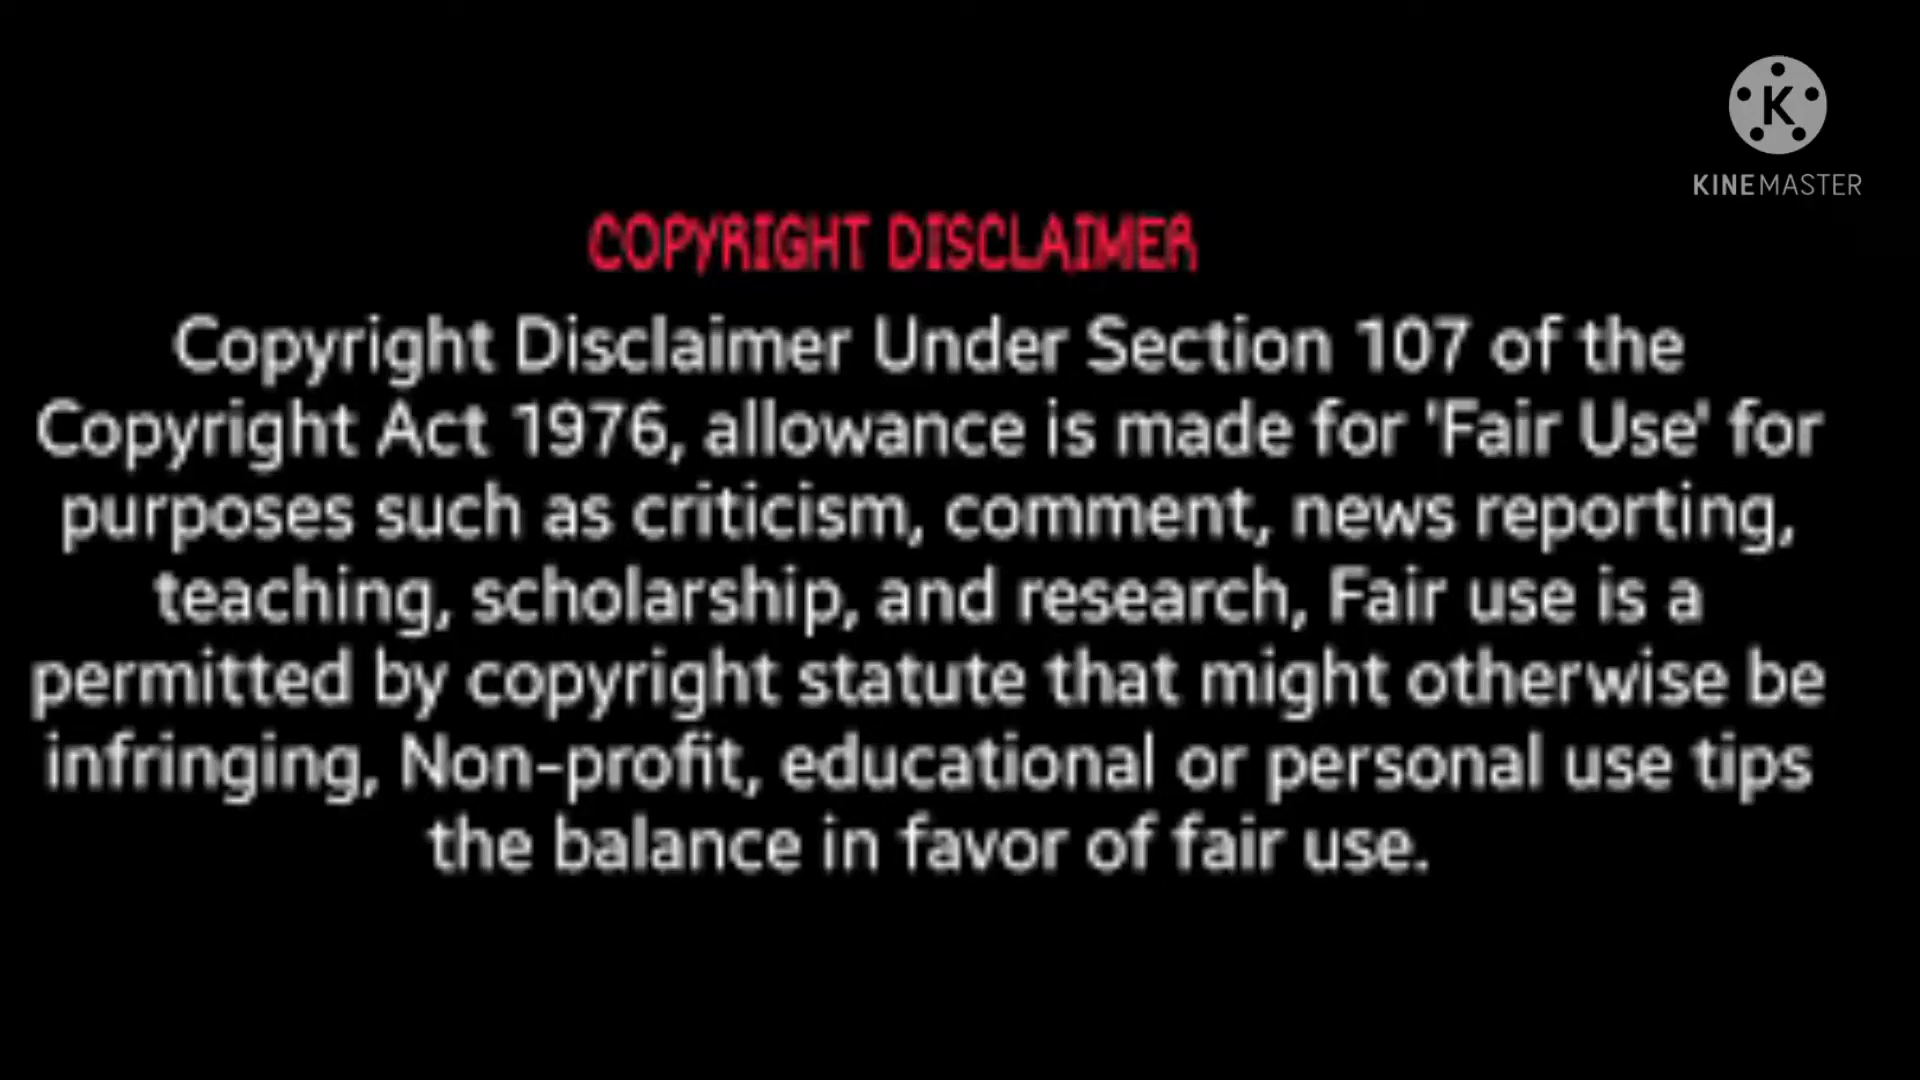 K
KINEMASTER
COPYRIGHT DISCLAIMER
Copyright Disclaimer Under Section 107 of the
Copyright Act 1976, allowance is made for 'Fair Use' for
purposes such as criticism, comment, news reporting,
teaching, scholarship, and research, Fair use is a
permitted by copyright statute that might otherwise be
infringing, Non-profit, educational or personal use tips
the balance in favor of fair use.